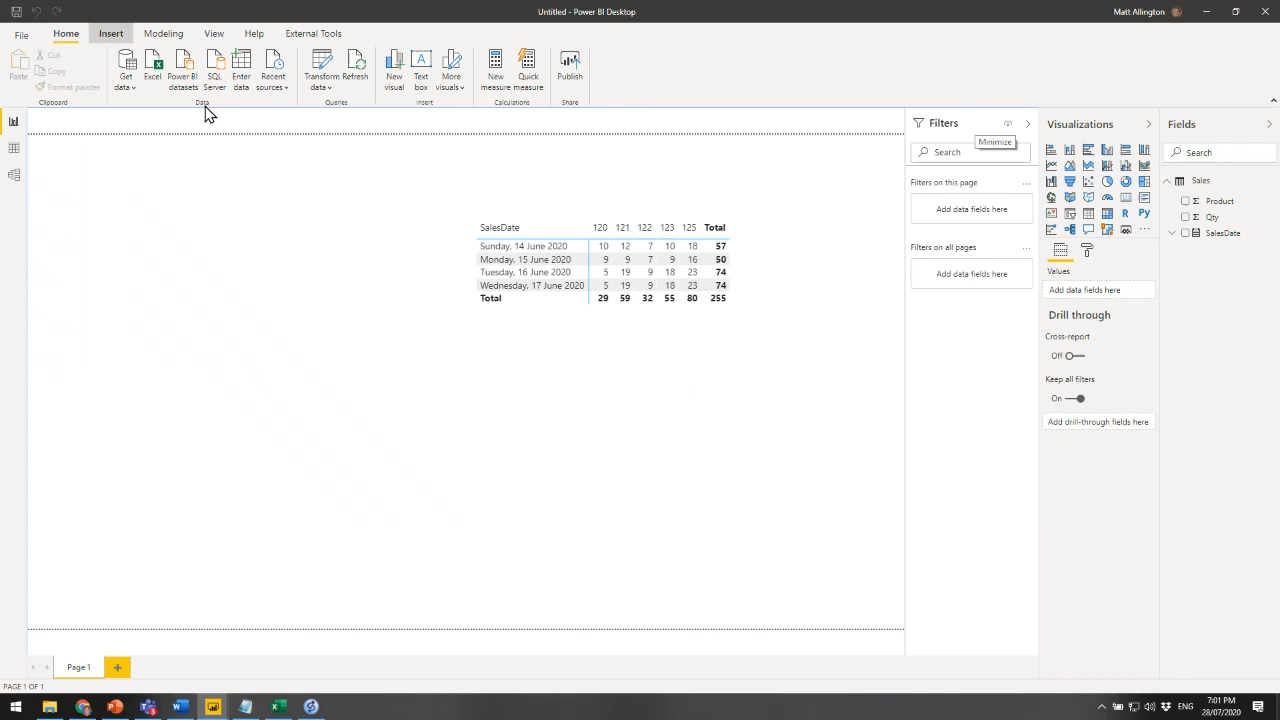 Untitled - Power BI Desktop
Matt Allington
File
Home
Insert
Modeling
View
Help
External Tools
Paste
Cut
Copy
Format painter
Get data
Excel
Power BI datasets
SQL Server
Enter data
Recent sources
Transform data
Refresh
New visual
Text box
More visuals
New measure
Quick measure
Publish
Clipboard
Data
Queries
Insert
Calculations
Share
Filters
Minimize
Search
Filters on this page
...
Add data fields here
Filters on all pages
...
Add data fields here
Visualizations
R
Py
...
Values
Add data fields here
Drill through
Cross-report
Off
Keep all filters
On
Add drill-through fields here
Fields
Search
Sales
Product
Qty
SalesDate
SalesDate 120 121 122 123 125 Total
Sunday, 14 June 2020 10 12 7 10 18 57
Monday, 15 June 2020 9 9 7 9 16 50
Tuesday, 16 June 2020 5 19 9 18 23 74
Wednesday, 17 June 2020 5 19 9 18 23 74
Total 29 59 32 55 80 255
Page 1
PAGE 1 OF 1
ENG
7:01 PM
28/07/2020